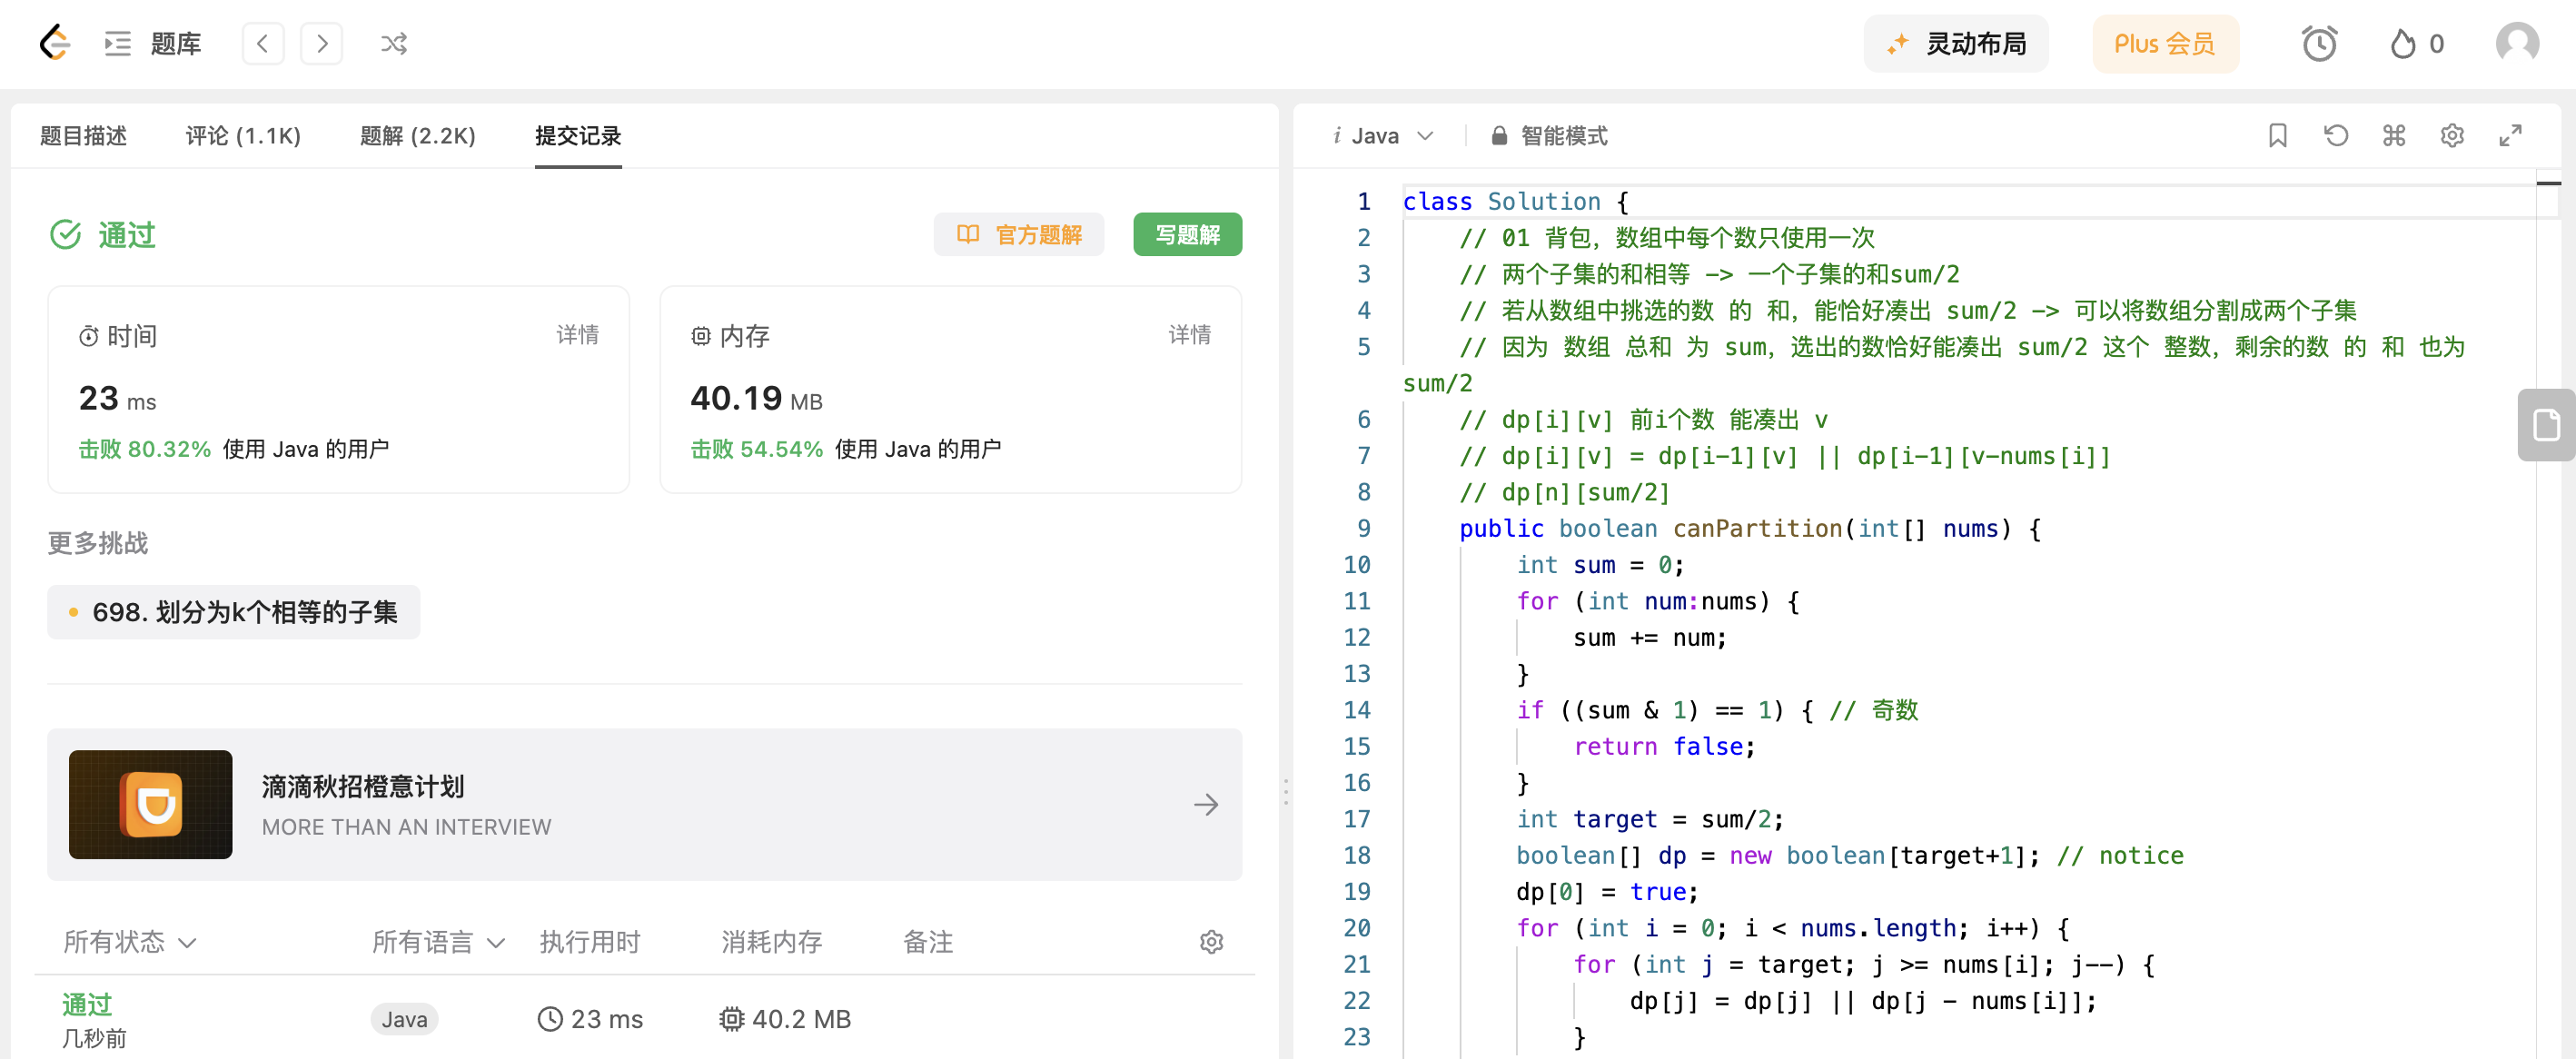 题库
灵动布局
Plus 会员
0
题目描述
评论 (1.1K)
题解 (2.2K)
提交记录
通过
官方题解
写题解
时间
详情
23 ms
击败 80.32% 使用 Java 的用户
内存
详情
40.19 MB
击败 54.54% 使用 Java 的用户
更多挑战
698. 划分为k个相等的子集
滴滴秋招橙意计划
MORE THAN AN INTERVIEW
所有状态
所有语言
执行用时
消耗内存
备注
通过
几秒前
Java
23 ms
40.2 MB
i Java
智能模式
1 class Solution {
2 // 01 背包，数组中每个数只使用一次
3 // 两个子集的和相等 -> 一个子集的和sum/2
4 // 若从数组中挑选的数 的 和，能恰好凑出 sum/2 -> 可以将数组分割成两个子集
5 // 因为 数组 总和 为 sum，选出的数恰好能凑出 sum/2 这个 整数，剩余的数 的 和 也为
sum/2
6 // dp[i][v] 前i个数 能凑出 v
7 // dp[i][v] = dp[i-1][v] || dp[i-1][v-nums[i]]
8 // dp[n][sum/2]
9 public boolean canPartition(int[] nums) {
10 int sum = 0;
11 for (int num:nums) {
12 sum += num;
13 }
14 if ((sum & 1) == 1) { // 奇数
15 return false;
16 }
17 int target = sum/2;
18 boolean[] dp = new boolean[target+1]; // notice
19 dp[0] = true;
20 for (int i = 0; i < nums.length; i++) {
21 for (int j = target; j >= nums[i]; j--) {
22 dp[j] = dp[j] || dp[j - nums[i]];
23 }